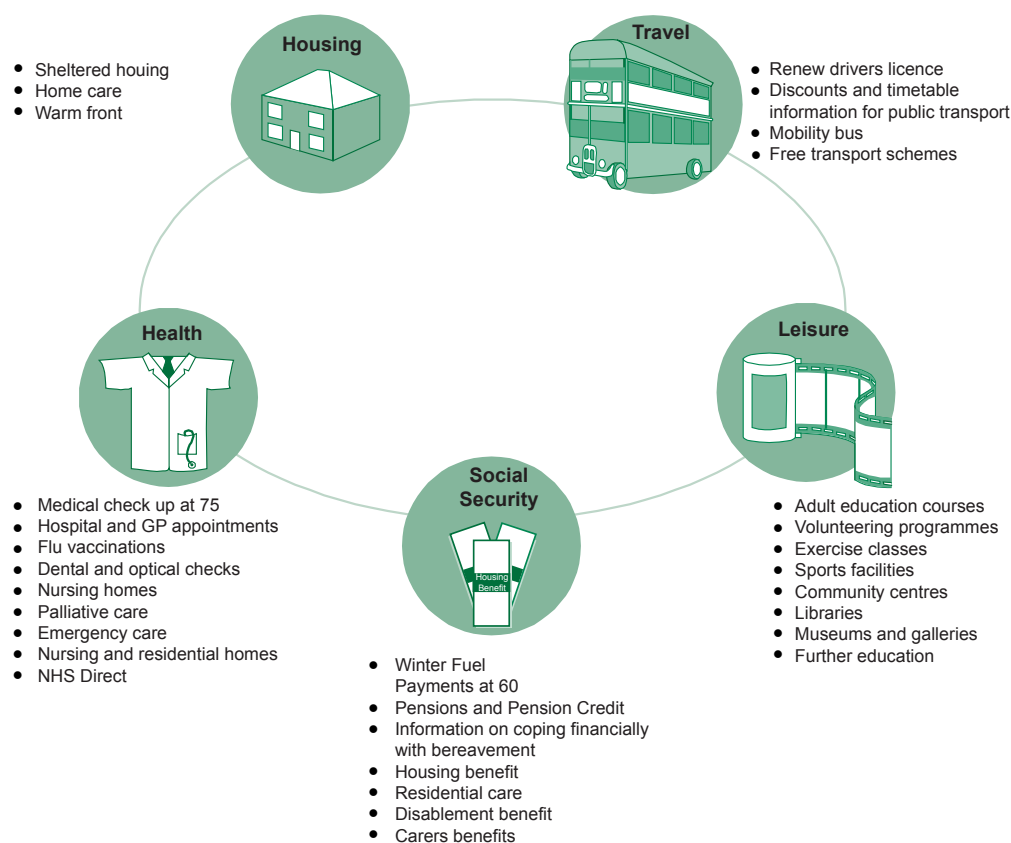 Housing
• Sheltered houing
• Home care
• Warm front
Travel
• Renew drivers licence
• Discounts and timetable
information for public transport
• Mobility bus
• Free transport schemes
Health
• Medical check up at 75
• Hospital and GP appointments
• Flu vaccinations
• Dental and optical checks
• Nursing homes
• Palliative care
• Emergency care
• Nursing and residential homes
• NHS Direct
Social
Security
Housing
Benefit
• Winter Fuel
Payments at 60
• Pensions and Pension Credit
• Information on coping financially
with bereavement
• Housing benefit
• Residential care
• Disablement benefit
• Carers benefits
Leisure
• Adult education courses
• Volunteering programmes
• Exercise classes
• Sports facilities
• Community centres
• Libraries
• Museums and galleries
• Further education